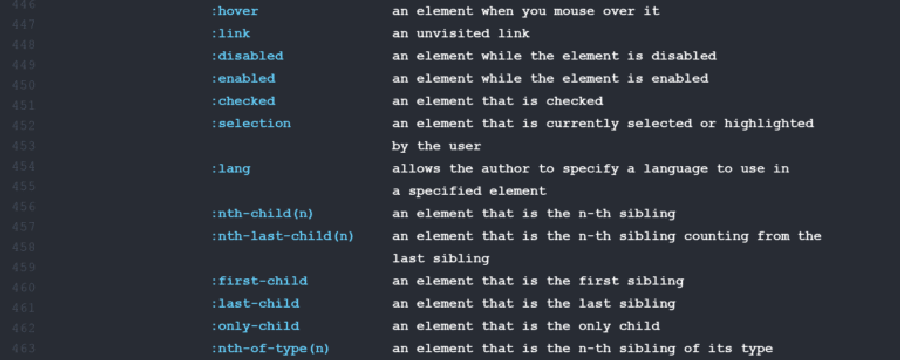 446 :hover an element when you mouse over it
447 :link an unvisited link
448 :disabled an element while the element is disabled
449 :enabled an element while the element is enabled
450 :checked an element that is checked
451 :selection an element that is currently selected or highlighted
452 by the user
453 :lang allows the author to specify a language to use in
454 a specified element
455 :nth-child(n) an element that is the n-th sibling
456 :nth-last-child(n) an element that is the n-th sibling counting from the
457 last sibling
458 :first-child an element that is the first sibling
459 :last-child an element that is the last sibling
460 :only-child an element that is the only child
461 :nth-of-type(n) an element that is the n-th sibling of its type
462
463